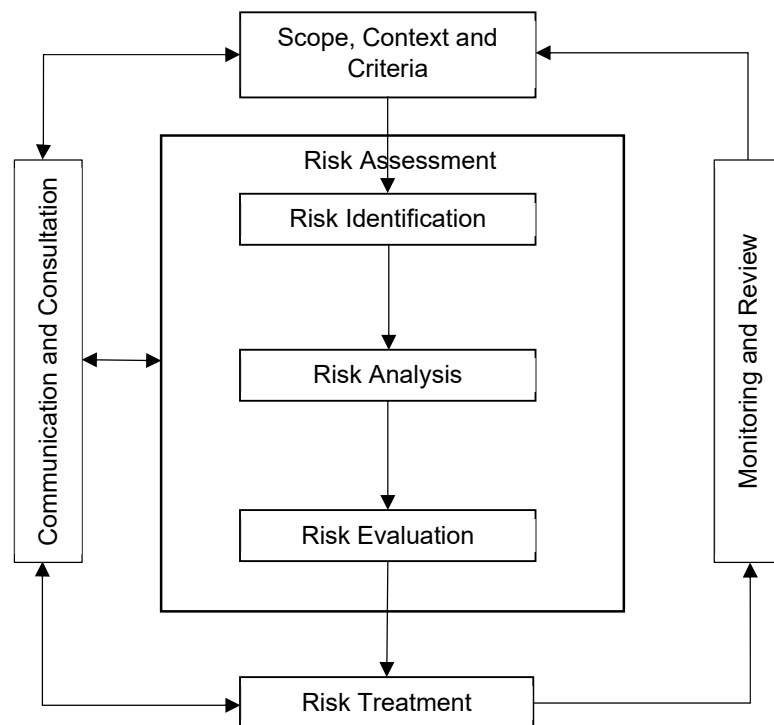 Scope, Context and
Criteria
Risk Assessment
Risk Identification
Communication and Consultation
Risk Analysis
Monitoring and Review
Risk Evaluation
Risk Treatment